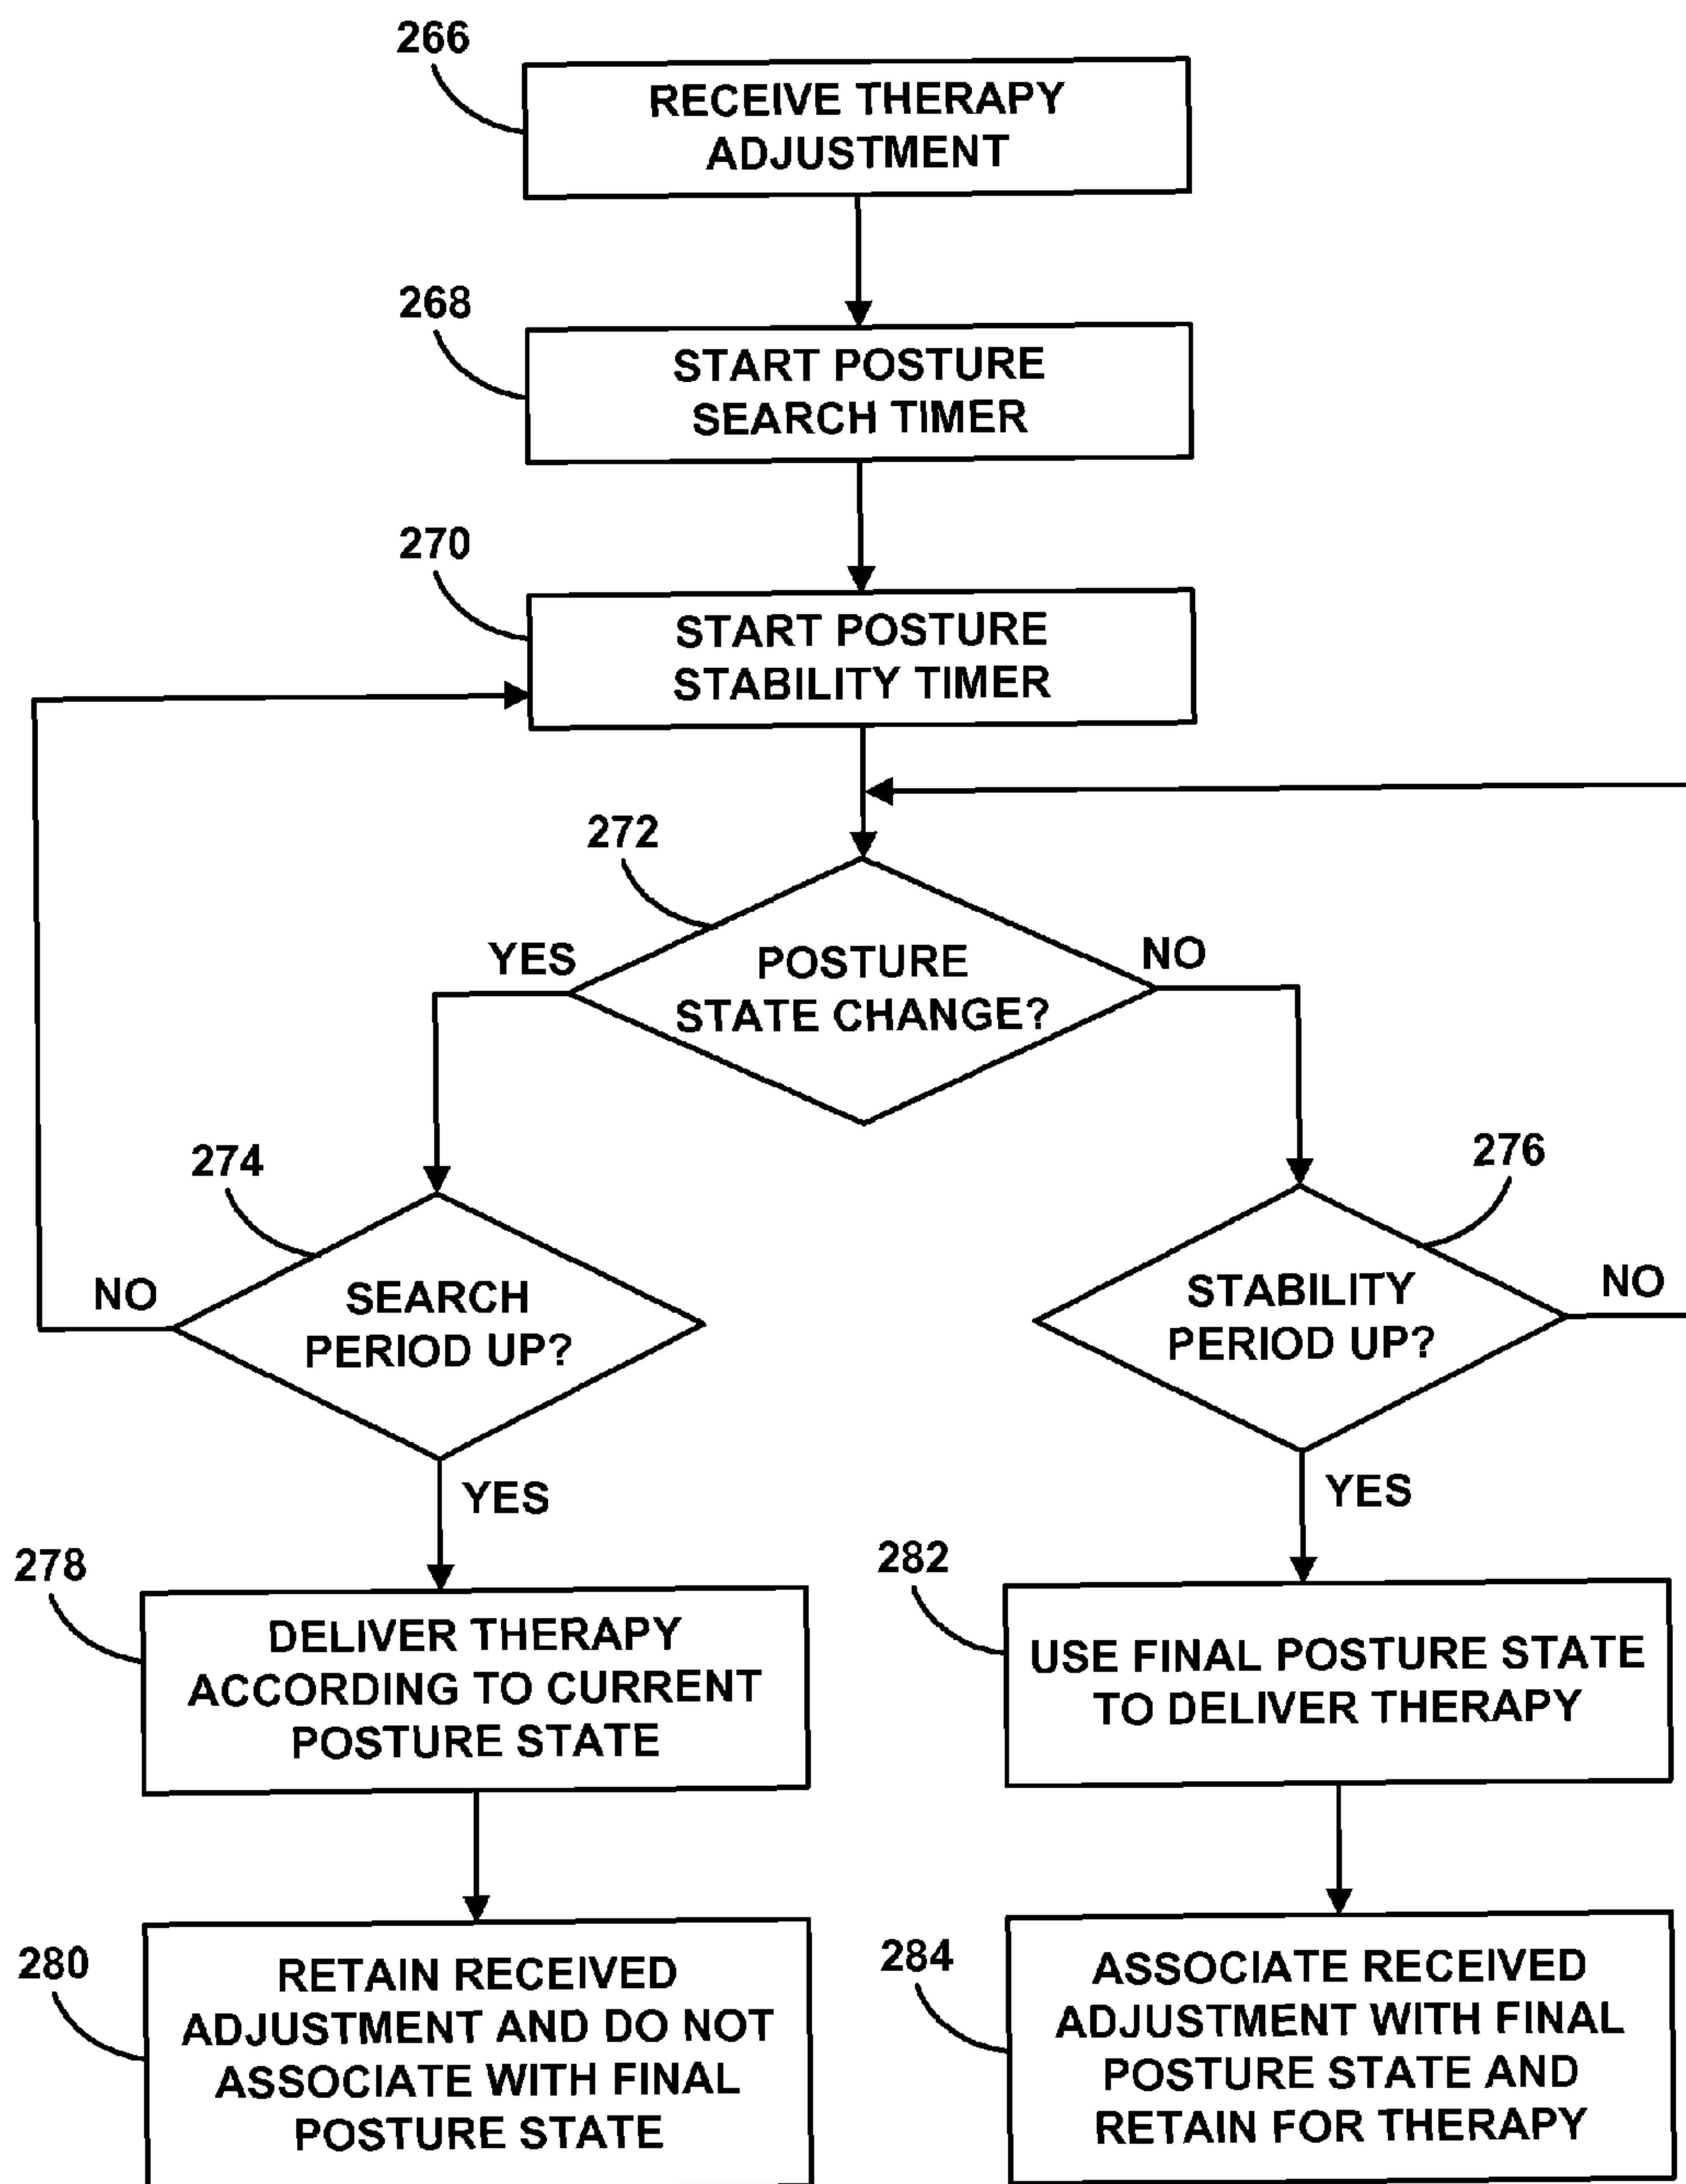 266
RECEIVE THERAPY
ADJUSTMENT
268
START POSTURE
SEARCH TIMER
270
START POSTURE
STABILITY TIMER
272
YES
POSTURE
STATE CHANGE?
NO
274
NO
SEARCH
PERIOD UP?
YES
276
STABILITY
PERIOD UP?
NO
YES
278
DELIVER THERAPY
ACCORDING TO CURRENT
POSTURE STATE
282
USE FINAL POSTURE STATE
TO DELIVER THERAPY
280
RETAIN RECEIVED
ADJUSTMENT AND DO NOT
ASSOCIATE WITH FINAL
POSTURE STATE
284
ASSOCIATE RECEIVED
ADJUSTMENT WITH FINAL
POSTURE STATE AND
RETAIN FOR THERAPY